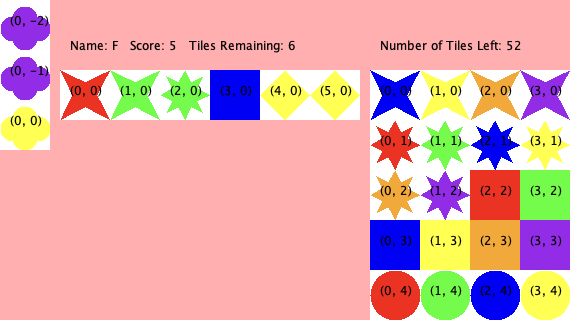 (0, -2)
(0, -1)
(0, 0)
Name: F   Score: 5   Tiles Remaining: 6
(0, 0) (1, 0) (2, 0) (3, 0) (4, 0) (5, 0)
Number of Tiles Left: 52
(0, 0) (1, 0) (2, 0) (3, 0)
(0, 1) (1, 1) (2, 1) (3, 1)
(0, 2) (1, 2) (2, 2) (3, 2)
(0, 3) (1, 3) (2, 3) (3, 3)
(0, 4) (1, 4) (2, 4) (3, 4)